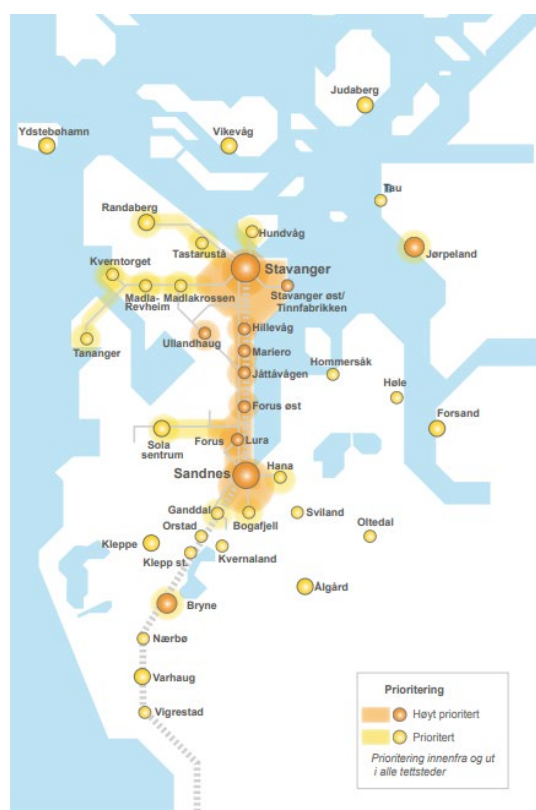 Judaberg
Ydstebøhamn
Vikevåg
Tau
Randaberg
Hundvåg
Tastarustå
Jørpeland
Kverntorget
Stavanger
Madla-
Revheim
Madlakrossen
Stavanger øst/
Tinnfabrikken
Hillevåg
Ullandhaug
Mariero
Tananger
Hommersåk
Jåttåvågen
Høle
Forus øst
Forsand
Sola
sentrum
Forus
Lura
Hana
Sandnes
Ganddal
Bogafjell
Sviland
Orstad
Oltedal
Kleppe
Kvernaland
Klepp st.
Ålgård
Bryne
Nærbø
Varhaug
Vigrestad
Prioritering
Høyt prioritert
Prioritert
Prioritering innenfra og ut
i alle tettsteder